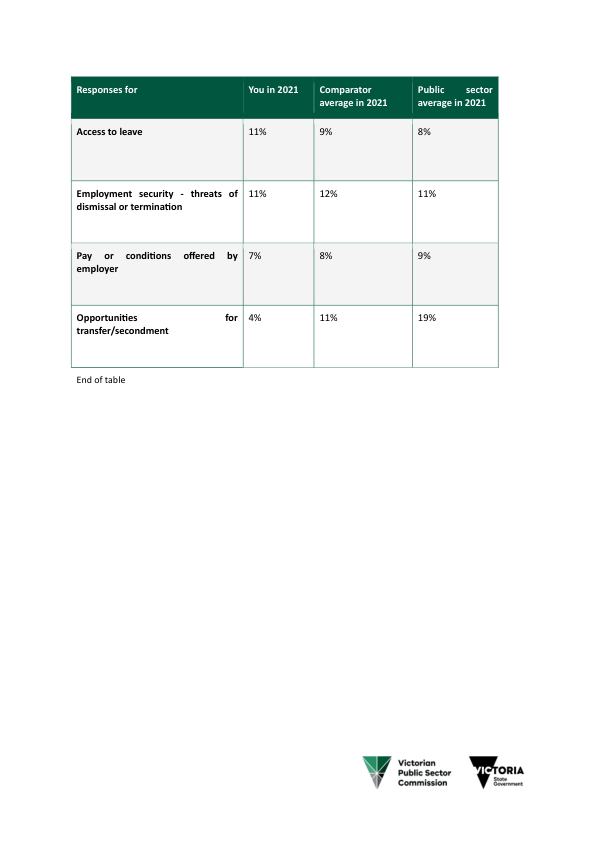 Responses for You in 2021 Comparator average in 2021 Public sector average in 2021
Access to leave 11% 9% 8%
Employment security - threats of dismissal or termination 11% 12% 11%
Pay or conditions offered by employer 7% 8% 9%
Opportunities for transfer/secondment 4% 11% 19%
End of table
Victorian
Public Sector
Commission
VICTORIA
State
Government